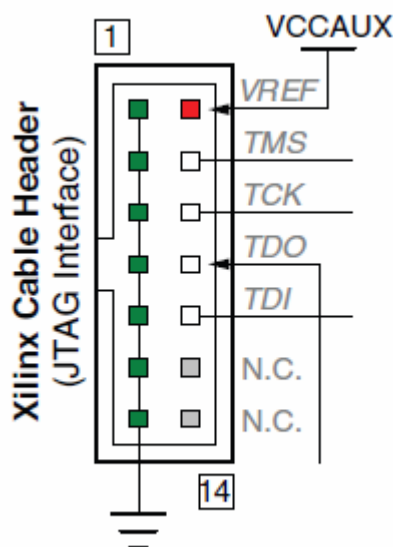 1
VCCAUX
VREF
TMS
TCK
TDO
TDI
N.C.
N.C.
14
Xilinx Cable Header
(JTAG Interface)